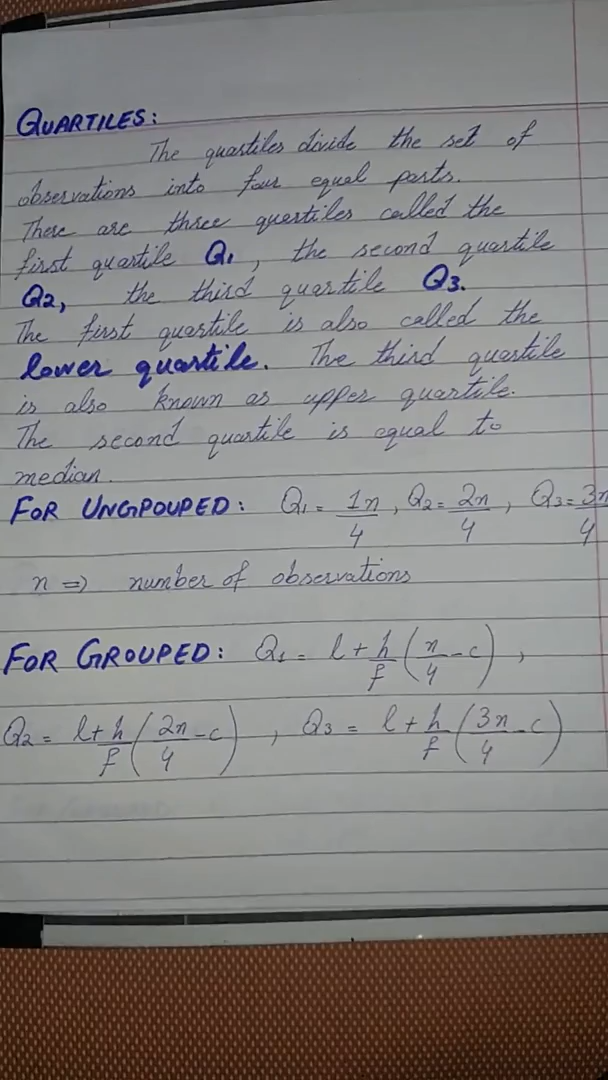 QUARTILES:
The quartiles divide the set of
observations into four equal parts.
There are three quartiles called the
first quartile Q1, the second quartile
Q2, the third quartile Q3.
The first quartile is also called the
lower quartile. The third quartile
is also known as upper quartile.
The second quartile is equal to
median.
FOR UNGPOUPED: Q1 = 1n/4, Q2 = 2n/4, Q3 = 3n/4
n => number of observations
FOR GROUPED: Q1 = l + h/f (n/4 - c),
Q2 = l + h/f (2n/4 - c), Q3 = l + h/f (3n/4 - c)